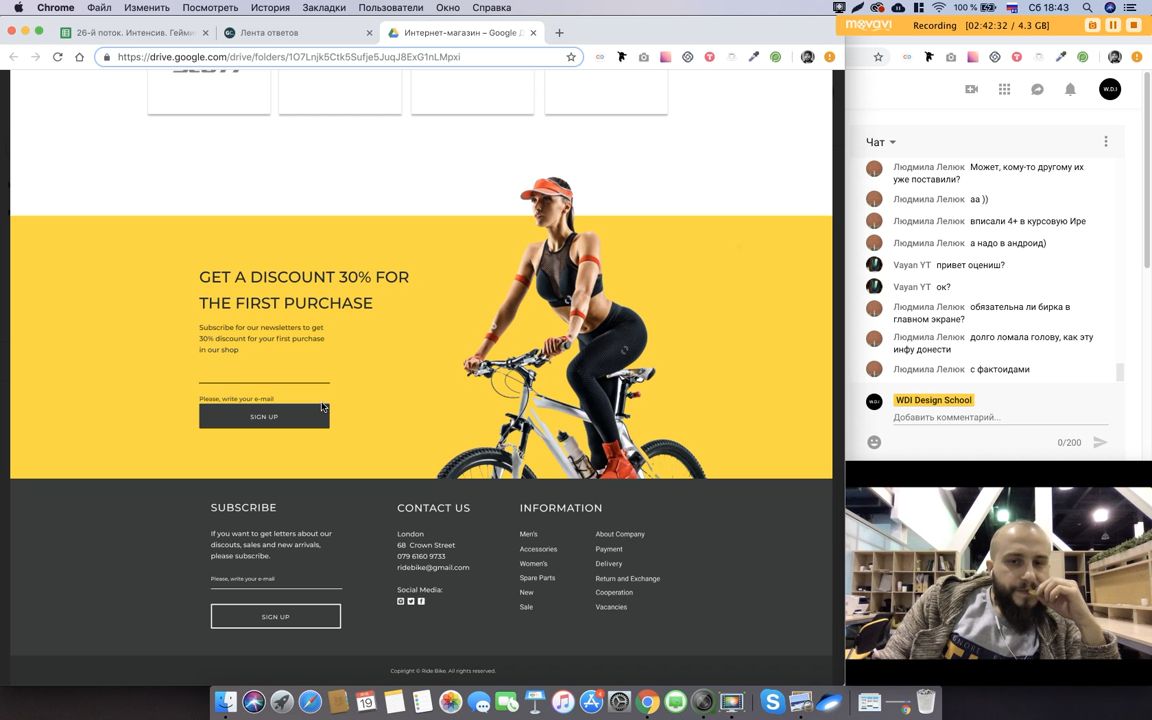 Chrome Файл Изменить Посмотреть История Закладки Пользователи Окно Справка
100 % Сб 18:43
26-й поток. Интенсив. Гейми
Лента ответов
Интернет-магазин – Google Д
movavi Recording [02:42:32 / 4.3 GB]
https://drive.google.com/drive/folders/1O7Lnjk5Ctk5Sufje5JuqJ8ExG1nLMpxi
GET A DISCOUNT 30% FOR
THE FIRST PURCHASE
Subscribe for our newsletters to get
30% discount for your first purchase
in our shop
Please, write your e-mail
SIGN UP
SUBSCRIBE
If you want to get letters about our
discouts, sales and new arrivals,
please subscribe.
Please, write your e-mail
SIGN UP
CONTACT US
London
68 Crown Street
079 6160 9733
ridebike@gmail.com
Social Media:
INFORMATION
Men's
Accessories
Women's
Spare Parts
New
Sale
About Company
Payment
Delivery
Return and Exchange
Cooperation
Vacancies
Copyright © Ride Bike. All rights reserved.
W.D.I
Чат
Людмила Лелюк Может, кому-то другому их
уже поставили?
Людмила Лелюк аа ))
Людмила Лелюк вписали 4+ в курсовую Ире
Людмила Лелюк а надо в андроид)
Vayan YT привет оцениш?
Vayan YT ок?
Людмила Лелюк обязательна ли бирка в
главном экране?
Людмила Лелюк долго ломала голову, как эту
инфу донести
Людмила Лелюк с фактоидами
WDI Design School
Добавить комментарий...
0/200